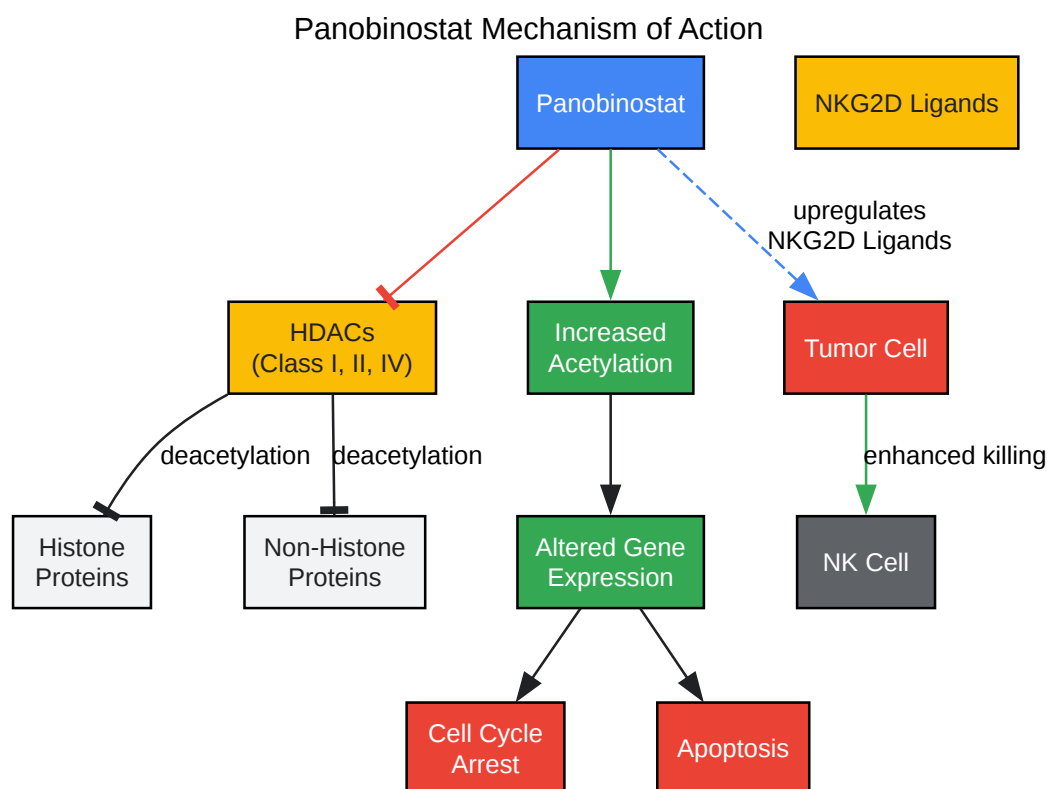 Panobinostat Mechanism of Action
Panobinostat
NKG2D Ligands
upregulates
NKG2D Ligands
HDACs
(Class I, II, IV)
Increased
Acetylation
Tumor Cell
deacetylation
deacetylation
enhanced killing
Histone
Proteins
Non-Histone
Proteins
Altered Gene
Expression
NK Cell
Cell Cycle
Arrest
Apoptosis